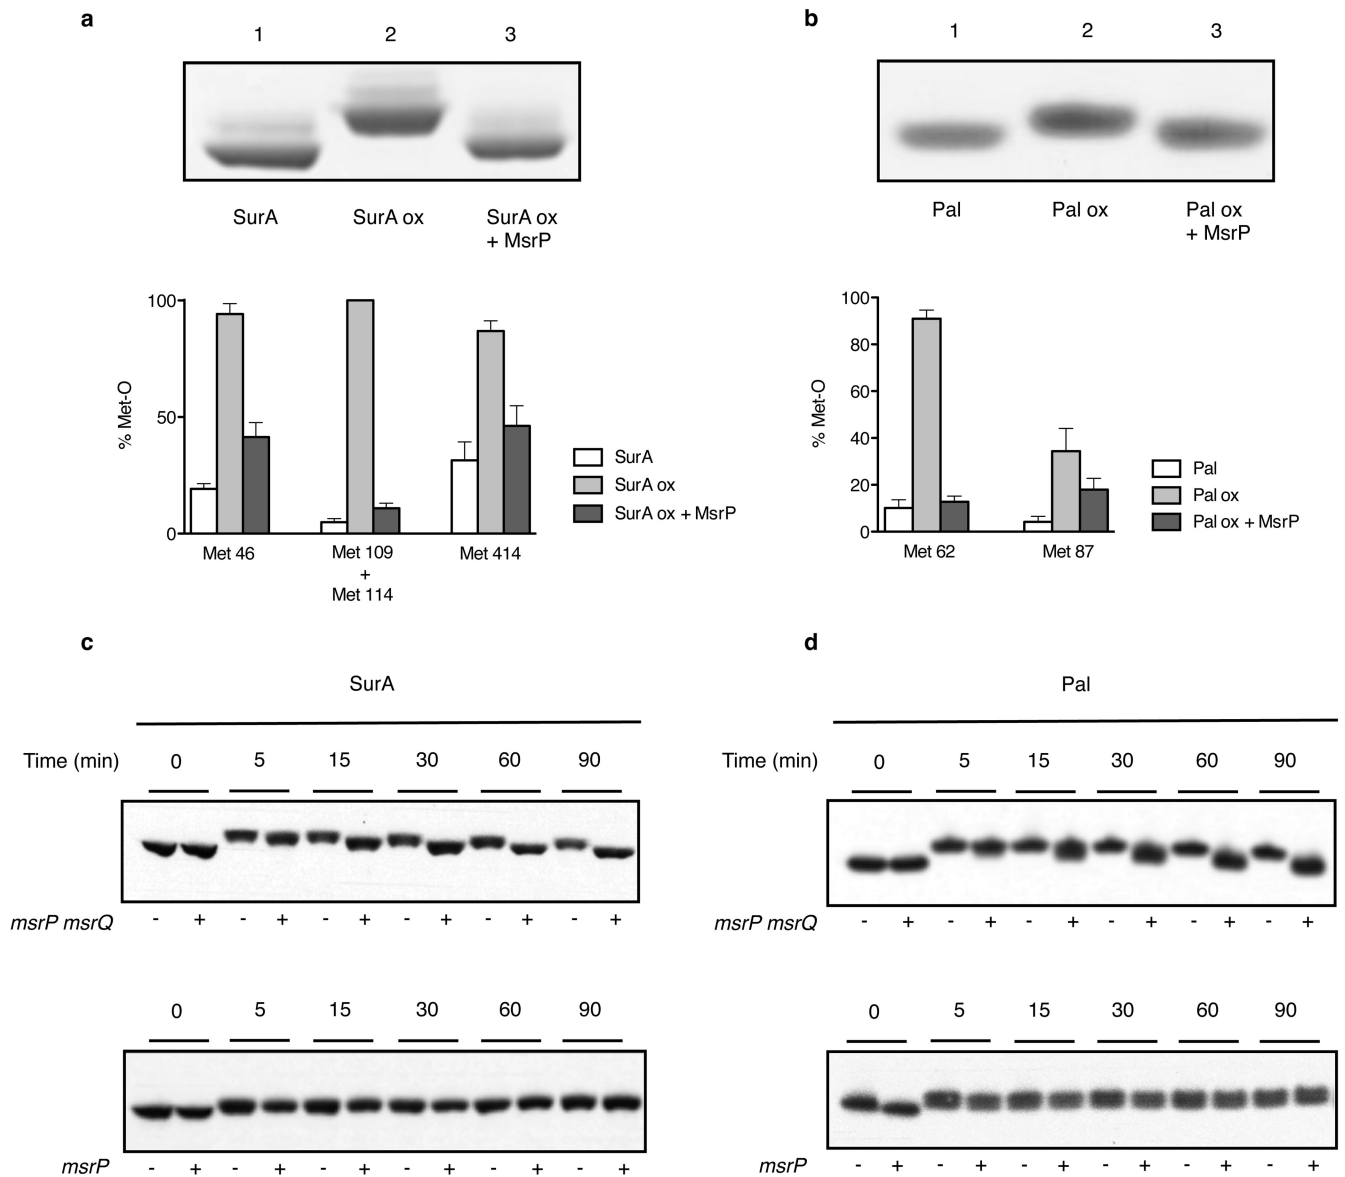 a
1 2 3
SurA SurA ox SurA ox
+ MsrP
100
50
0
% Met-O
Met 46 Met 109 Met 414
+
Met 114
SurA
SurA ox
SurA ox + MsrP
b
1 2 3
Pal Pal ox Pal ox
+ MsrP
100
80
60
40
20
0
% Met-O
Met 62 Met 87
Pal
Pal ox
Pal ox + MsrP
c
SurA
Time (min) 0 5 15 30 60 90
msrP msrQ - + - + - + - + - + - +
0 5 15 30 60 90
msrP - + - + - + - + - + - +
d
Pal
Time (min) 0 5 15 30 60 90
msrP msrQ - + - + - + - + - + - +
0 5 15 30 60 90
msrP - + - + - + - + - + - +